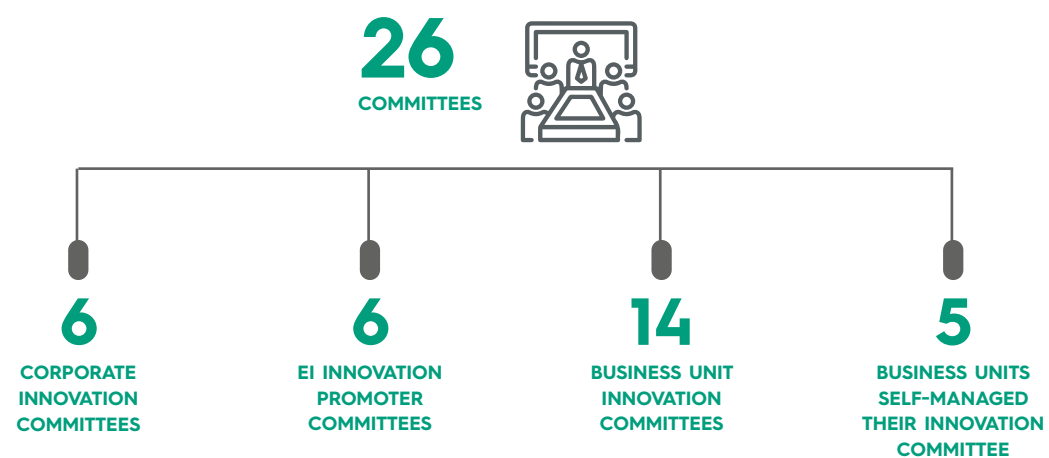 26
COMMITTEES
6
CORPORATE
INNOVATION
COMMITTEES
6
EI INNOVATION
PROMOTER
COMMITTEES
14
BUSINESS UNIT
INNOVATION
COMMITTEES
5
BUSINESS UNITS
SELF-MANAGED
THEIR INNOVATION
COMMITTEE